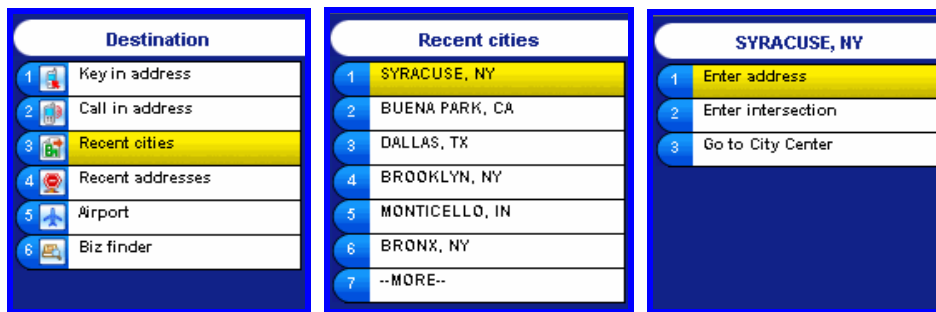 Destination
1 Key in address
2 Call in address
3 Recent cities
4 Recent addresses
5 Airport
6 Biz finder
Recent cities
1 SYRACUSE, NY
2 BUENA PARK, CA
3 DALLAS, TX
4 BROOKLYN, NY
5 MONTICELLO, IN
6 BRONX, NY
7 --MORE--
SYRACUSE, NY
1 Enter address
2 Enter intersection
3 Go to City Center